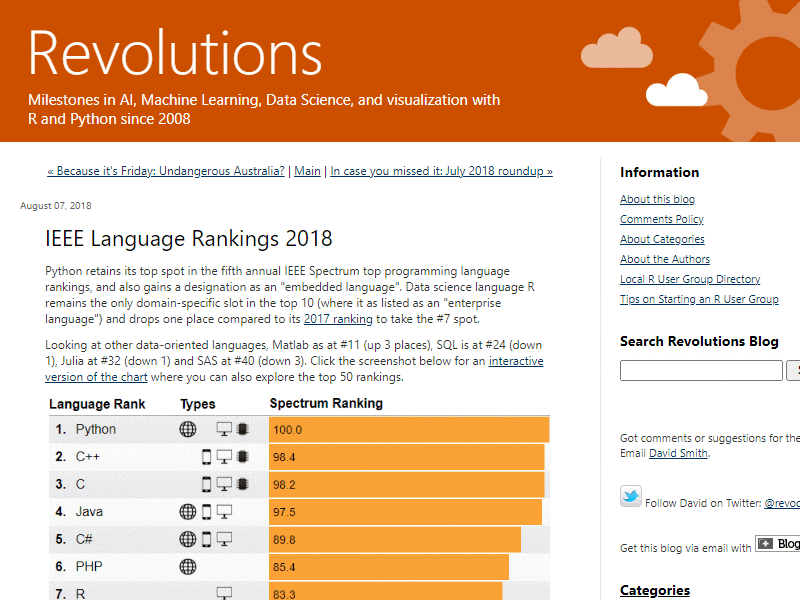 Revolutions
Milestones in AI, Machine Learning, Data Science, and visualization with
R and Python since 2008
« Because it's Friday: Undangerous Australia? | Main | In case you missed it: July 2018 roundup »
August 07, 2018
IEEE Language Rankings 2018
Python retains its top spot in the fifth annual IEEE Spectrum top programming language
rankings, and also gains a designation as an "embedded language". Data science language R
remains the only domain-specific slot in the top 10 (where it as listed as an "enterprise
language") and drops one place compared to its 2017 ranking to take the #7 spot.
Looking at other data-oriented languages, Matlab as at #11 (up 3 places), SQL is at #24 (down
1), Julia at #32 (down 1) and SAS at #40 (down 3). Click the screenshot below for an interactive
version of the chart where you can also explore the top 50 rankings.
Language Rank Types Spectrum Ranking
1. Python 100.0
2. C++ 98.4
3. C 98.2
4. Java 97.5
5. C# 89.8
6. PHP 85.4
7. R 83.3
Information
About this blog
Comments Policy
About Categories
About the Authors
Local R User Group Directory
Tips on Starting an R User Group
Search Revolutions Blog
Got comments or suggestions for the
Email David Smith.
Follow David on Twitter: @revo
Get this blog via email with Blog
Categories